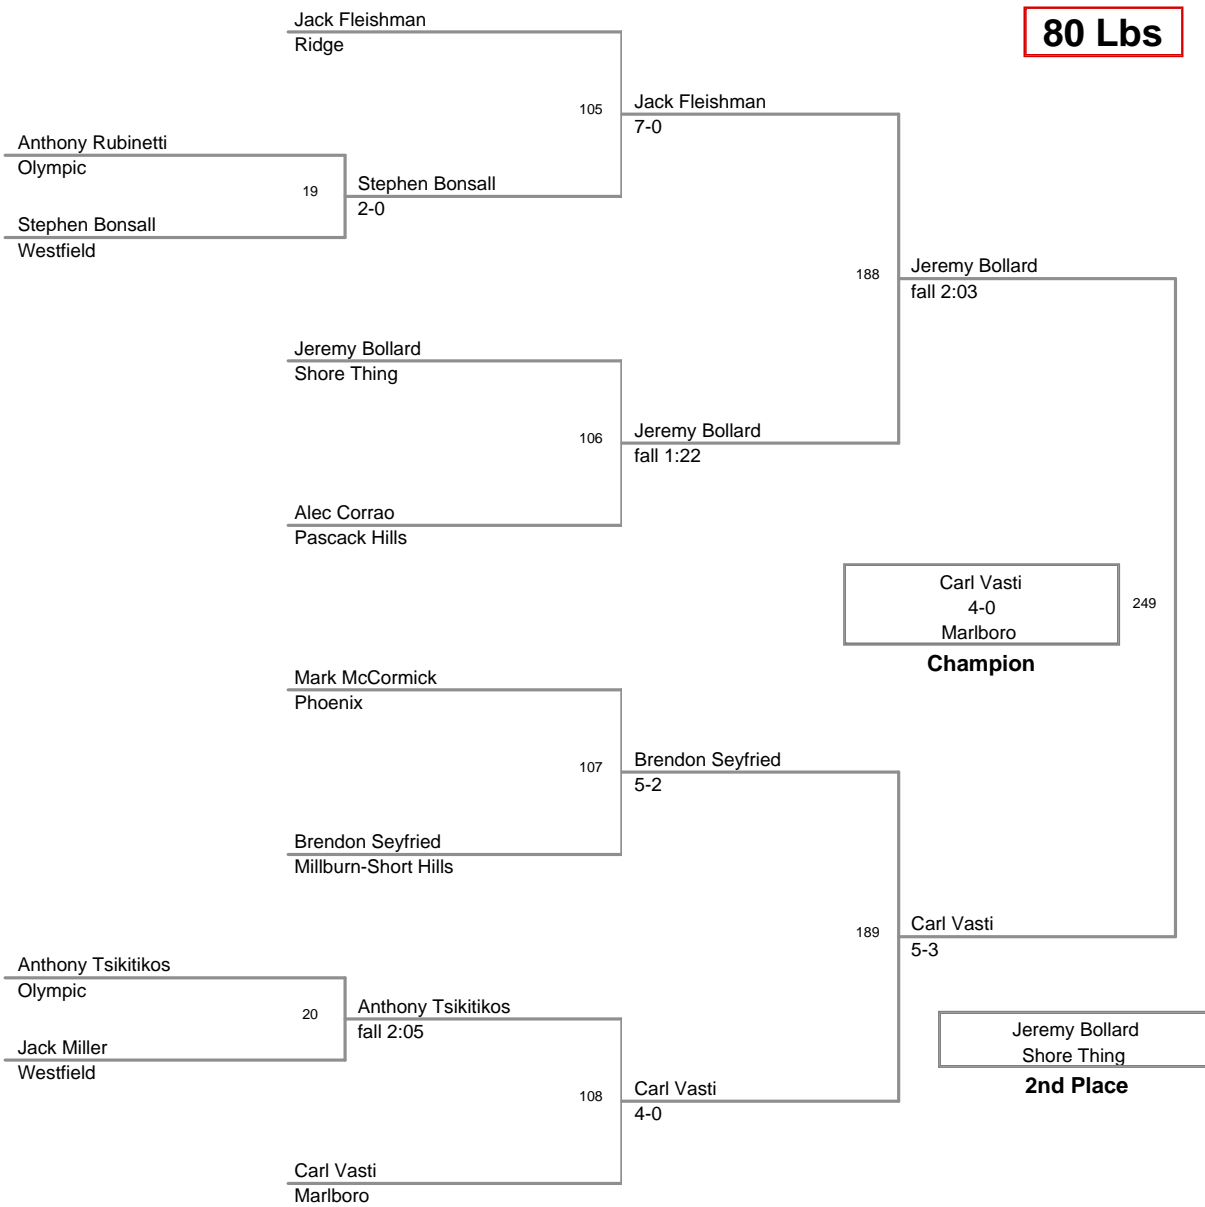 Jack Fleishman
Ridge
80 Lbs
105
Jack Fleishman
7-0
Anthony Rubinetti
Olympic
19
Stephen Bonsall
2-0
Stephen Bonsall
Westfield
188
Jeremy Bollard
fall 2:03
Jeremy Bollard
Shore Thing
106
Jeremy Bollard
fall 1:22
Alec Corrao
Pascack Hills
Carl Vasti
4-0
Marlboro
249
Champion
Mark McCormick
Phoenix
107
Brendon Seyfried
5-2
Brendon Seyfried
Millburn-Short Hills
189
Carl Vasti
5-3
Anthony Tsikitikos
Olympic
20
Anthony Tsikitikos
fall 2:05
Jack Miller
Westfield
Jeremy Bollard
Shore Thing
2nd Place
108
Carl Vasti
4-0
Carl Vasti
Marlboro